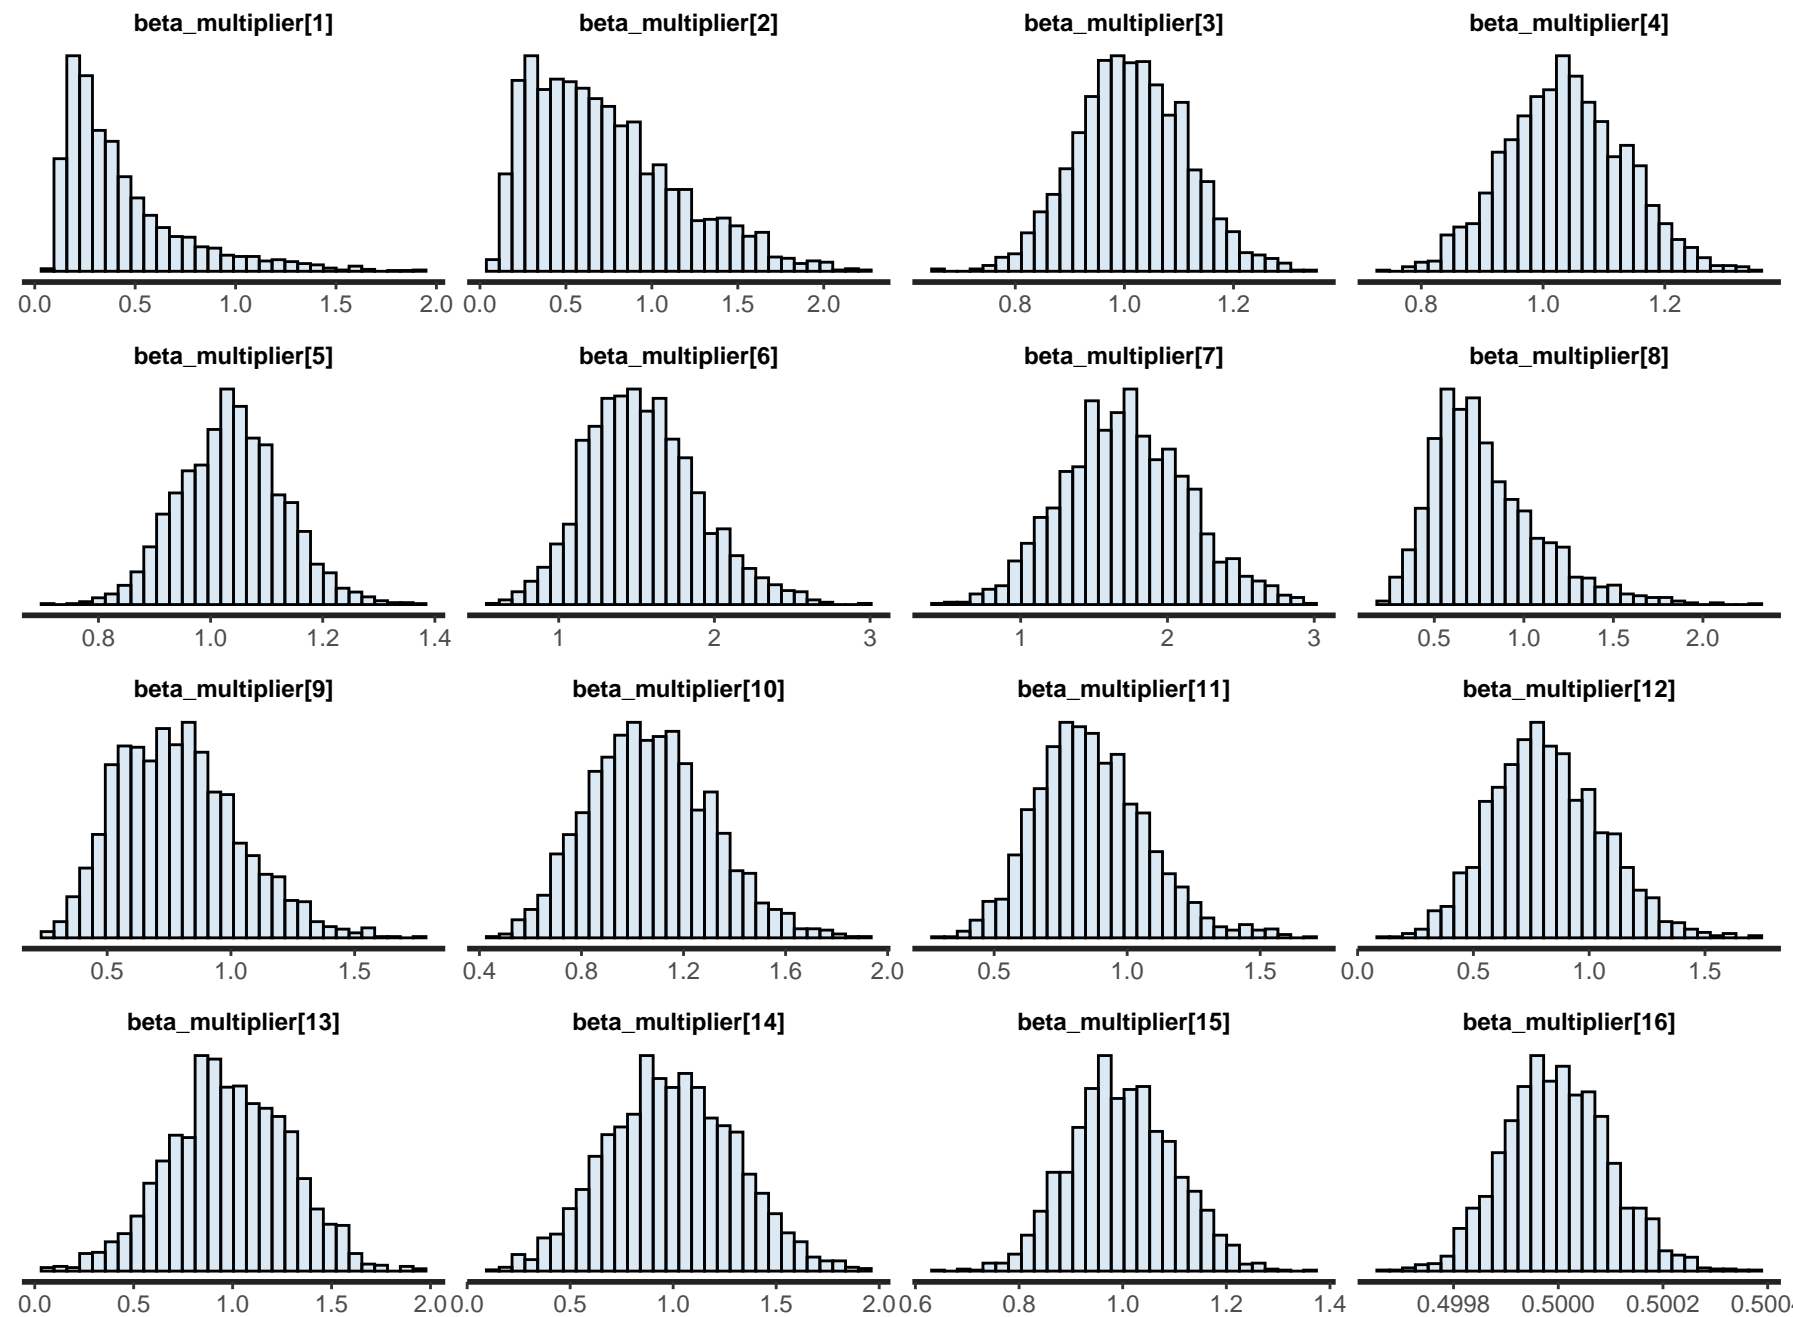 beta_multiplier[1] beta_multiplier[2] beta_multiplier[3] beta_multiplier[4]
0.0 0.5 1.0 1.5 2.0 0.0 0.5 1.0 1.5 2.0 0.8 1.0 1.2 0.8 1.0 1.2
beta_multiplier[5] beta_multiplier[6] beta_multiplier[7] beta_multiplier[8]
0.8 1.0 1.2 1.4 1 2 3 1 2 3 0.5 1.0 1.5 2.0
beta_multiplier[9] beta_multiplier[10] beta_multiplier[11] beta_multiplier[12]
0.5 1.0 1.5 0.4 0.8 1.2 1.6 2.0 0.5 1.0 1.5 0.0 0.5 1.0 1.5
beta_multiplier[13] beta_multiplier[14] beta_multiplier[15] beta_multiplier[16]
0.0 0.5 1.0 1.5 2.0 0.0 0.5 1.0 1.5 2.0 0.6 0.8 1.0 1.2 1.4 0.4998 0.5000 0.5002